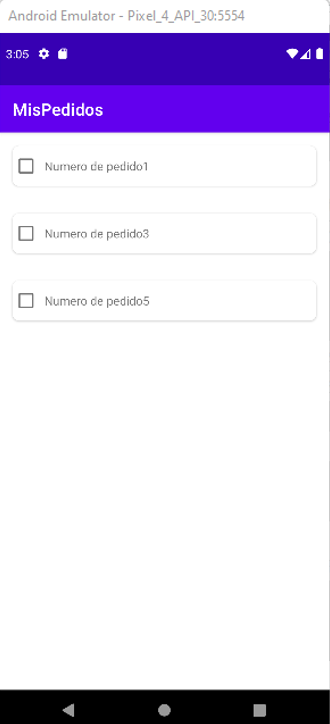 Android Emulator - Pixel_4_API_30:5554
3:05
MisPedidos
Numero de pedido1
Numero de pedido3
Numero de pedido5